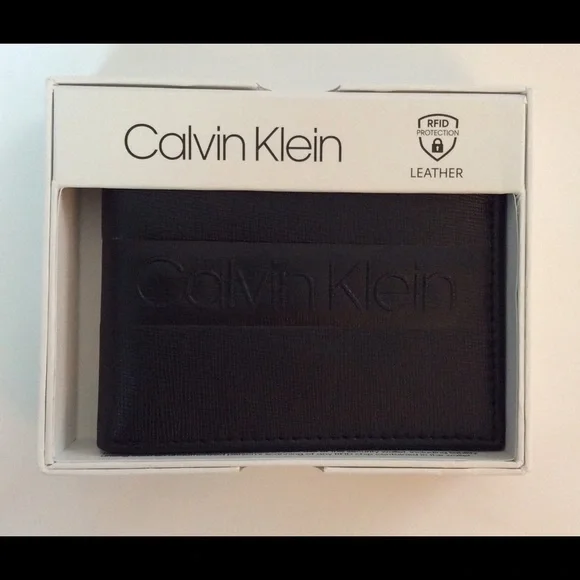 Calvin Klein
RFID
PROTECTION
LEATHER
Calvin Klein